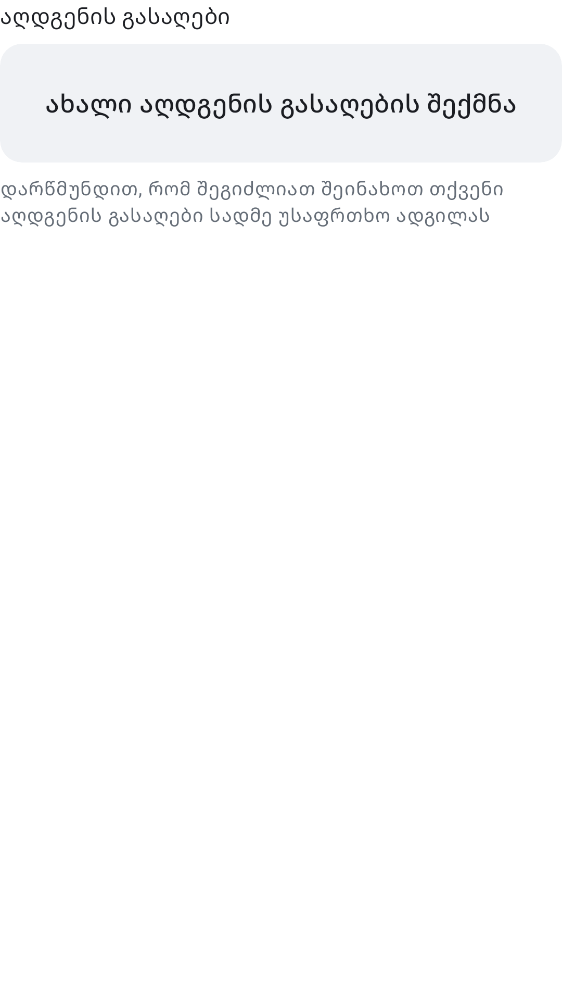 აღდგენის გასაღები
ახალი აღდგენის გასაღების შექმნა
დარწმუნდით, რომ შეგიძლიათ შეინახოთ თქვენი
აღდგენის გასაღები სადმე უსაფრთხო ადგილას